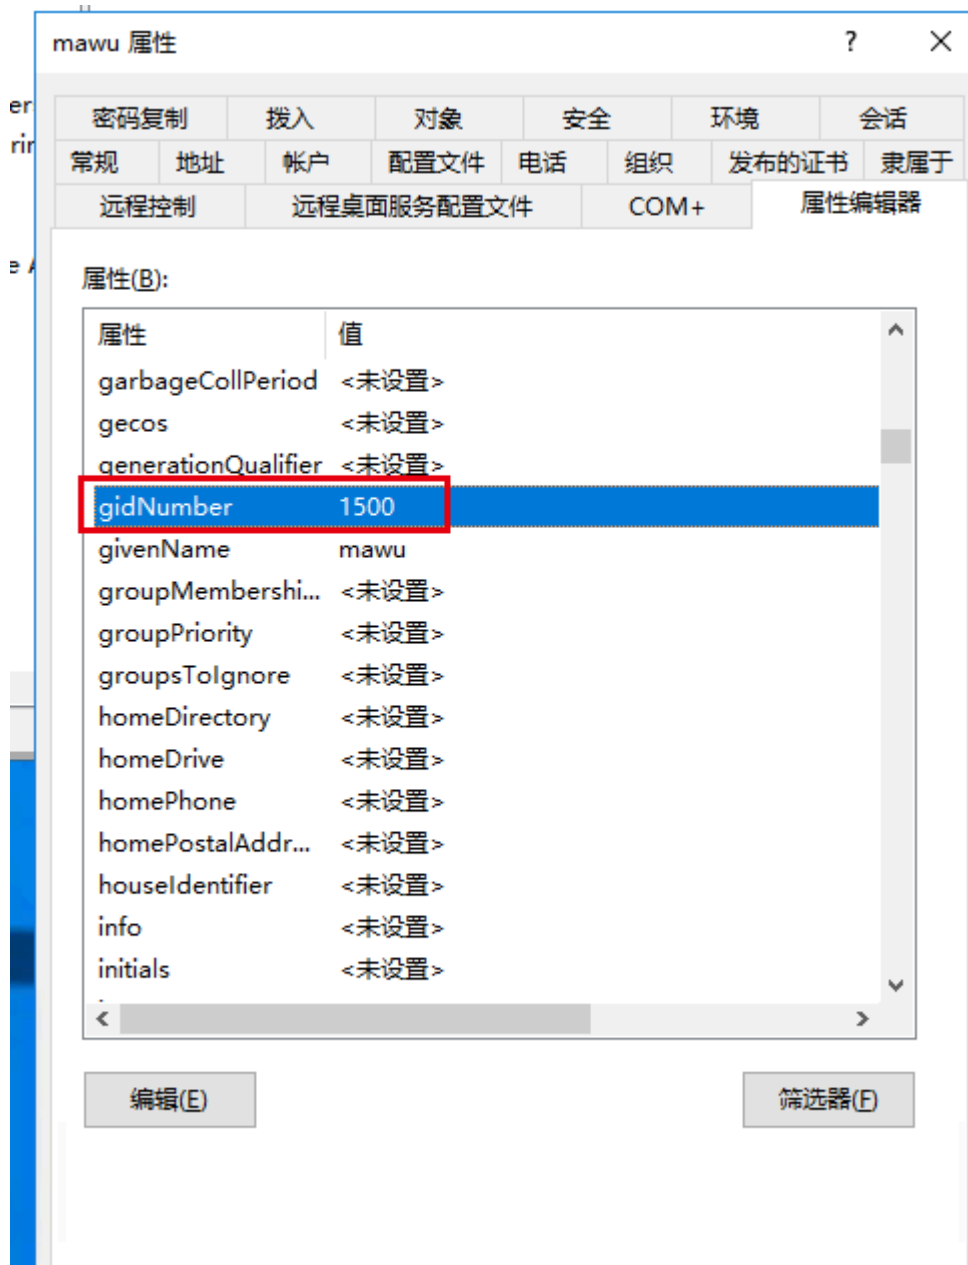 mawu 属性 ?
密码复制 拨入 对象 安全 环境 会话
常规 地址 帐户 配置文件 电话 组织 发布的证书 隶属于
远程控制 远程桌面服务配置文件 COM+ 属性编辑器
属性(B):
属性 值
garbageCollPeriod <未设置>
gecos <未设置>
generationQualifier <未设置>
gidNumber 1500
givenName mawu
groupMembershi... <未设置>
groupPriority <未设置>
groupsToIgnore <未设置>
homeDirectory <未设置>
homeDrive <未设置>
homePhone <未设置>
homePostalAddr... <未设置>
houseIdentifier <未设置>
info <未设置>
initials <未设置>
编辑(E) 筛选器(F)